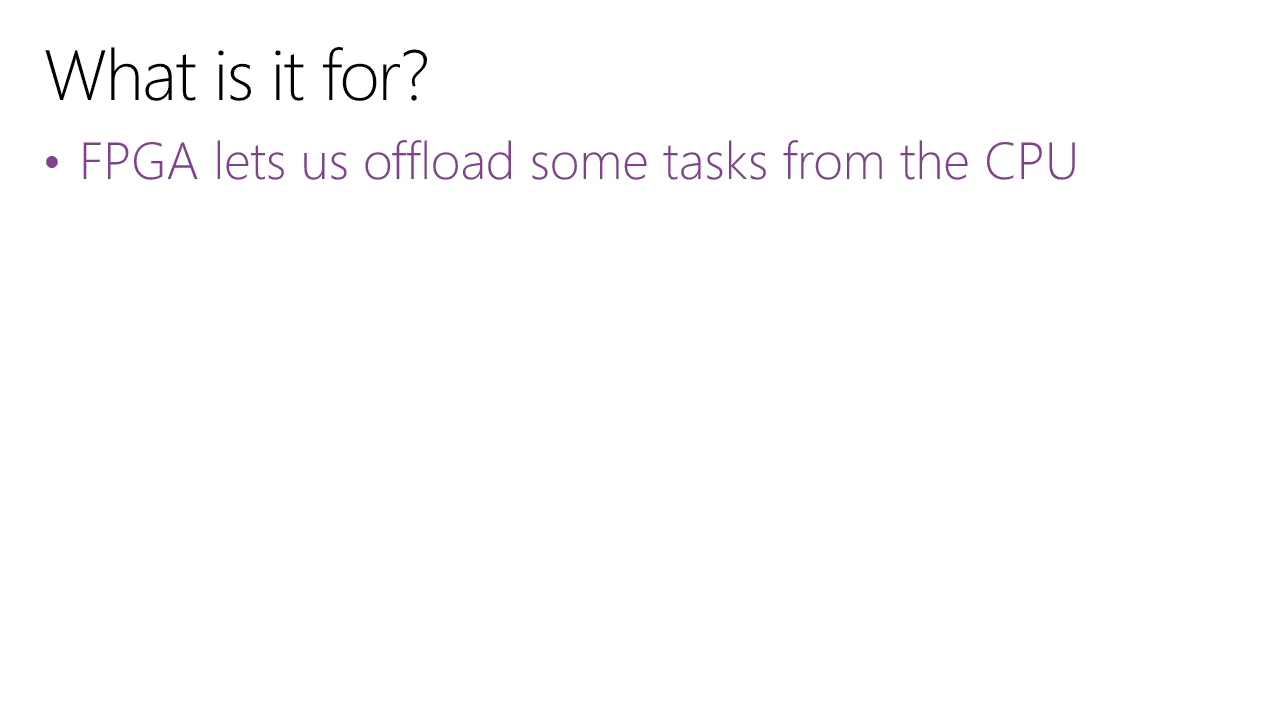 What is it for?
• FPGA lets us offload some tasks from the CPU